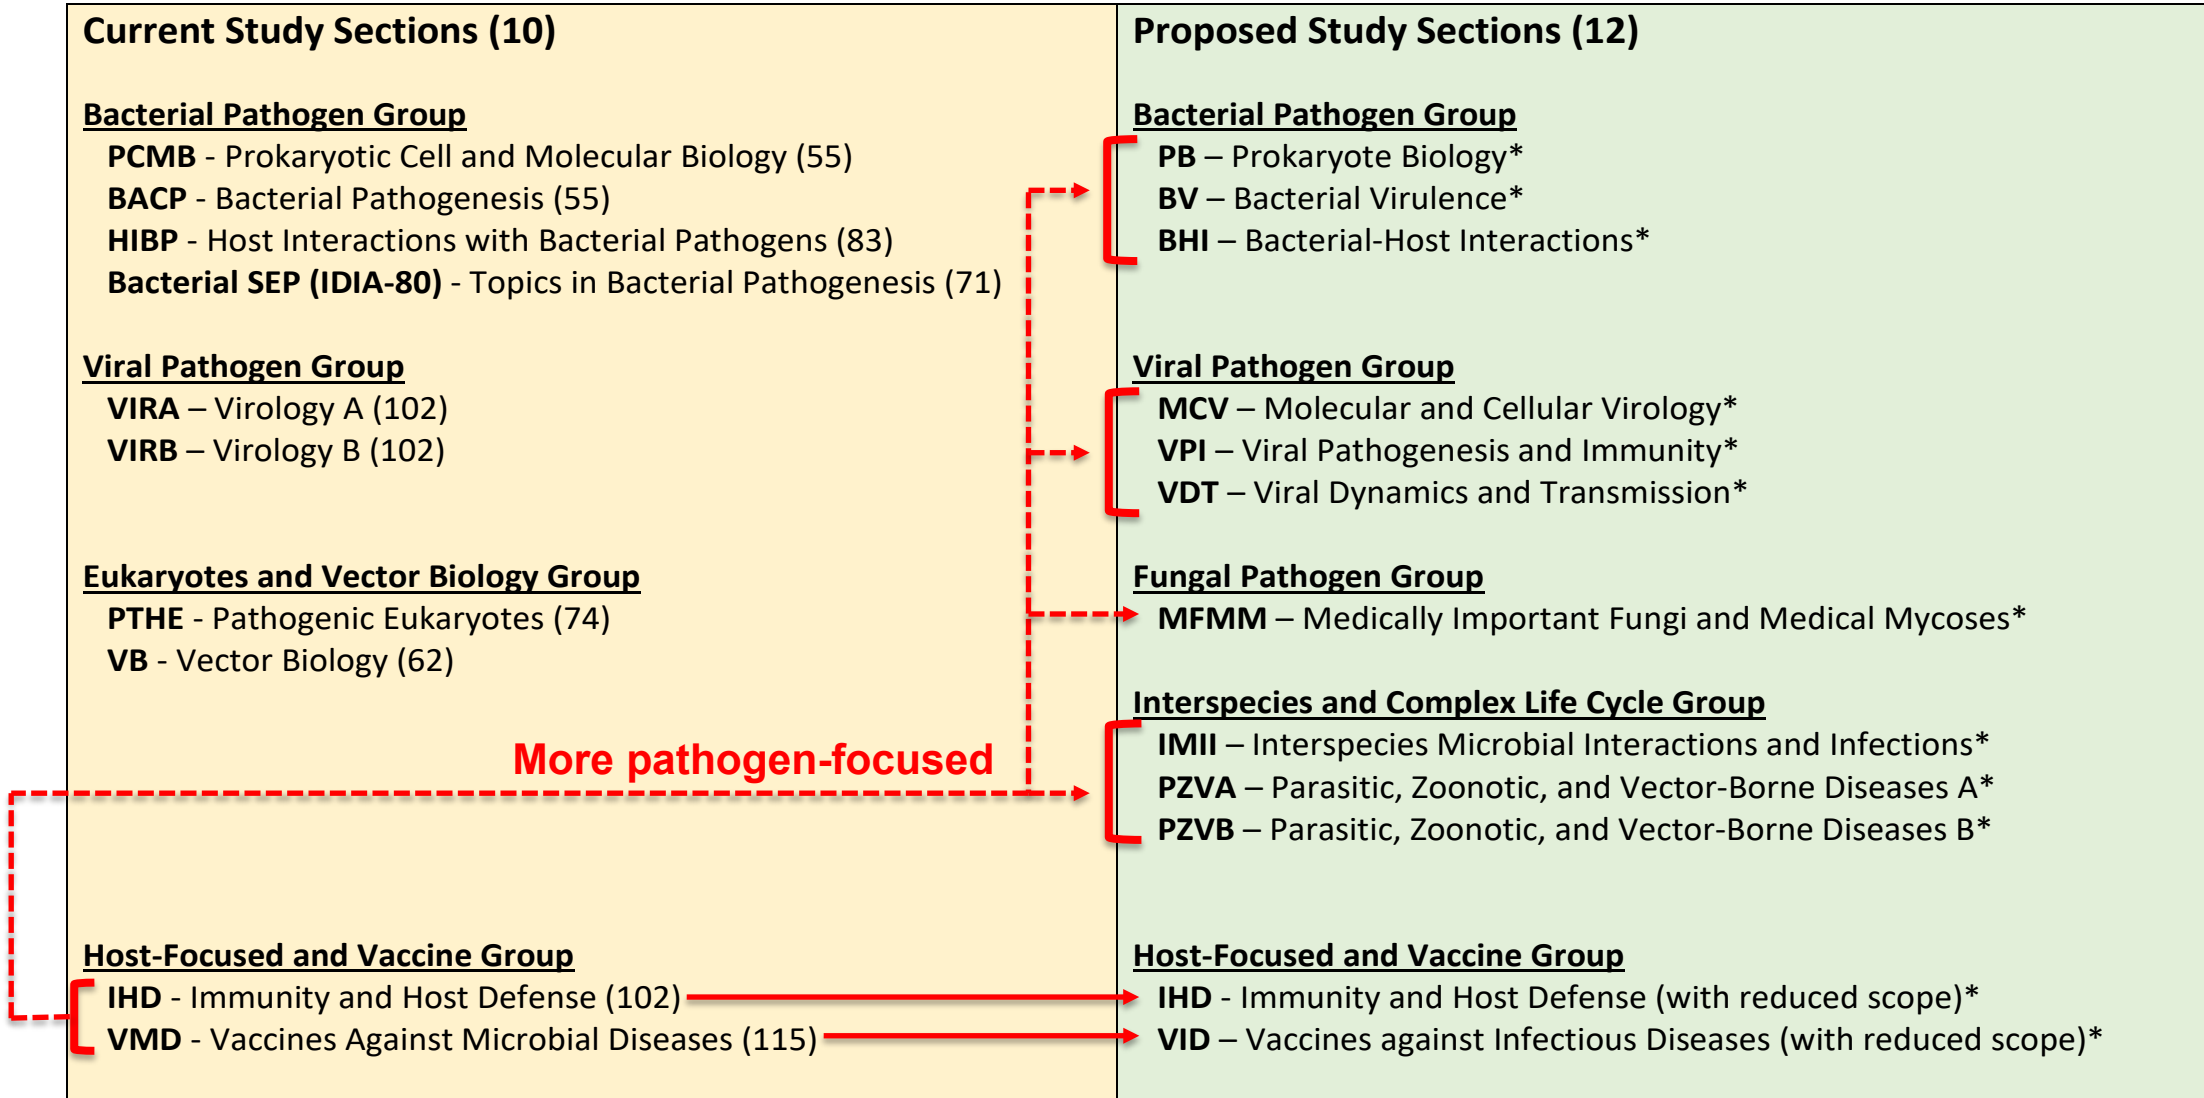 Current Study Sections (10)
Bacterial Pathogen Group
PCMB - Prokaryotic Cell and Molecular Biology (55)
BACP - Bacterial Pathogenesis (55)
HIBP - Host Interactions with Bacterial Pathogens (83)
Bacterial SEP (IDIA-80) - Topics in Bacterial Pathogenesis (71)
Viral Pathogen Group
VIRA – Virology A (102)
VIRB – Virology B (102)
Eukaryotes and Vector Biology Group
PTHE - Pathogenic Eukaryotes (74)
VB - Vector Biology (62)
More pathogen-focused
Host-Focused and Vaccine Group
IHD - Immunity and Host Defense (102)
VMD - Vaccines Against Microbial Diseases (115)
Proposed Study Sections (12)
Bacterial Pathogen Group
PB – Prokaryote Biology*
BV – Bacterial Virulence*
BHI – Bacterial-Host Interactions*
Viral Pathogen Group
MCV – Molecular and Cellular Virology*
VPI – Viral Pathogenesis and Immunity*
VDT – Viral Dynamics and Transmission*
Fungal Pathogen Group
MFMM – Medically Important Fungi and Medical Mycoses*
Interspecies and Complex Life Cycle Group
IMII – Interspecies Microbial Interactions and Infections*
PZVA – Parasitic, Zoonotic, and Vector-Borne Diseases A*
PZVB – Parasitic, Zoonotic, and Vector-Borne Diseases B*
Host-Focused and Vaccine Group
IHD - Immunity and Host Defense (with reduced scope)*
VID – Vaccines against Infectious Diseases (with reduced scope)*